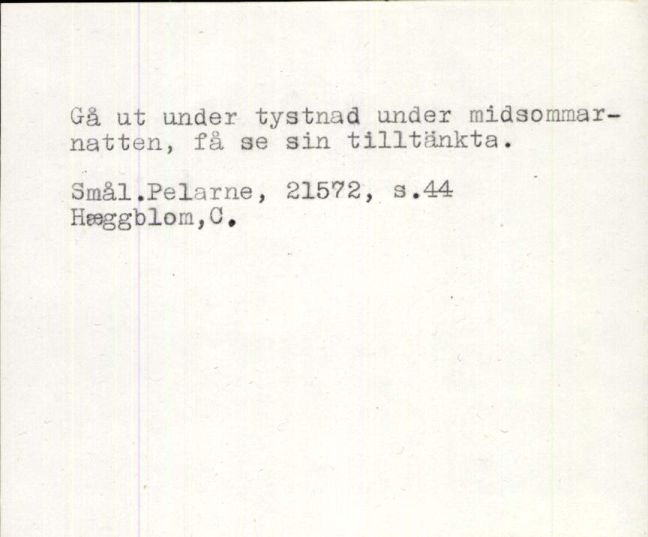 Gå ut under tystnad under midsommar-
natten, få se sin tilltänkta.
Smål.Pelarne, 21572, s.44
Hæggblom,C.